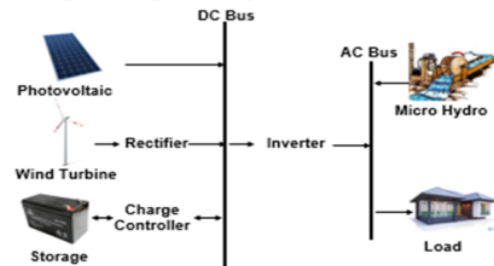 DC Bus
AC Bus
Photovoltaic
Micro Hydro
Wind Turbine
Rectifier
Inverter
Charge
Controller
Storage
Load